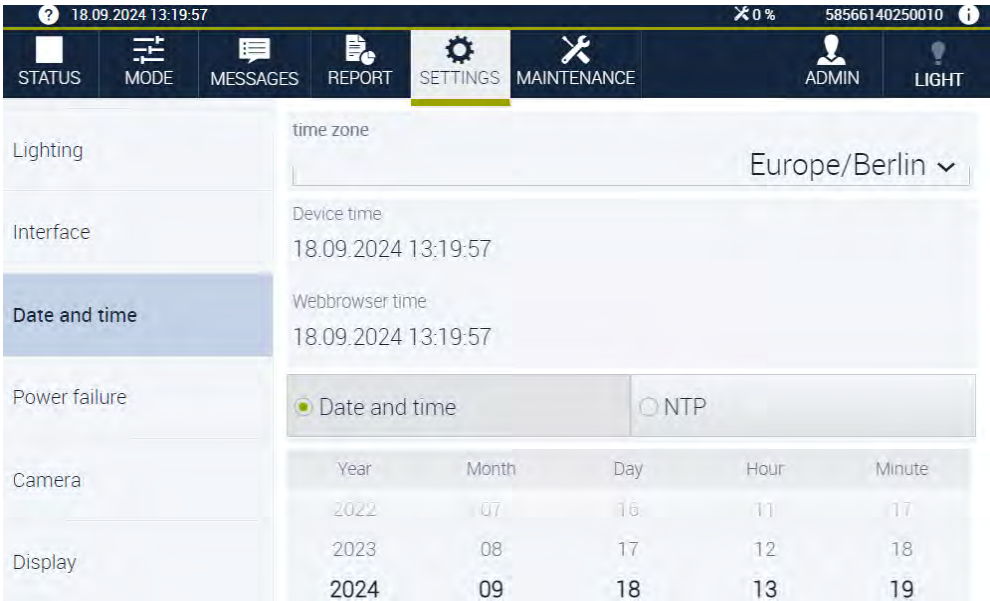 ? 18.09.2024 13:19:57 0 % 58566140250010 i
STATUS MODE MESSAGES REPORT SETTINGS MAINTENANCE ADMIN LIGHT
Lighting
Interface
Date and time
Power failure
Camera
Display
time zone
Europe/Berlin
Device time
18.09.2024 13:19:57
Webbrowser time
18.09.2024 13:19:57
Date and time NTP
Year Month Day Hour Minute
2022 07 16 11 17
2023 08 17 12 18
2024 09 18 13 19